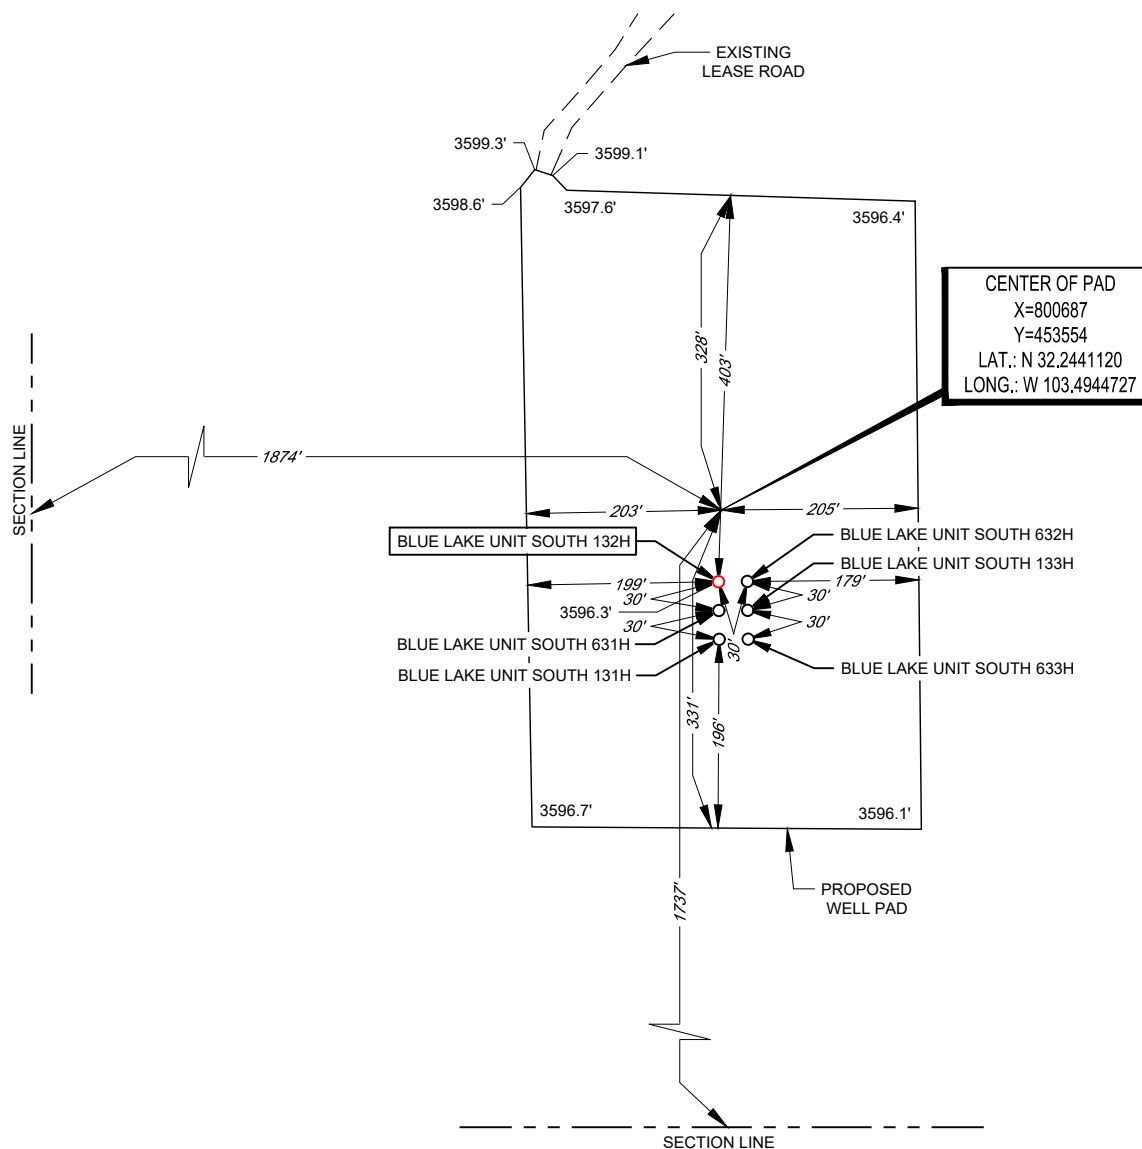 EXISTING
LEASE ROAD
3599.3'
3599.1'
3598.6'
3597.6'
3596.4'
CENTER OF PAD
X=800687
Y=453554
LAT.: N 32.2441120
LONG.: W 103.4944727
328'
403'
SECTION LINE
1874'
203'
205'
BLUE LAKE UNIT SOUTH 132H
BLUE LAKE UNIT SOUTH 632H
BLUE LAKE UNIT SOUTH 133H
199'
179'
30'
30'
3596.3'
30'
30'
BLUE LAKE UNIT SOUTH 631H
30'
BLUE LAKE UNIT SOUTH 131H
BLUE LAKE UNIT SOUTH 633H
331'
196'
3596.7'
3596.1'
PROPOSED
WELL PAD
1737'
SECTION LINE